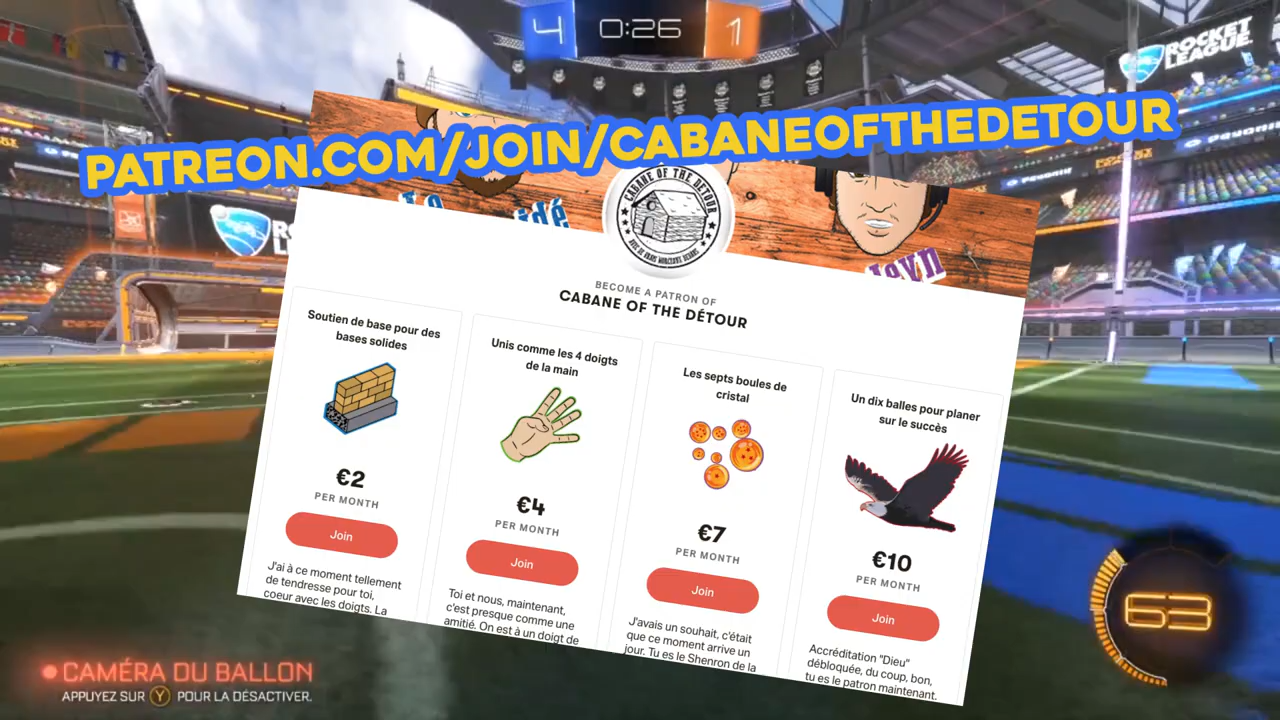 4 0:26 1
ROCKET
LEAGUE
PATREON.COM/JOIN/CABANEOFTHEDETOUR
CABANE OF THE DETOUR
BECOME A PATRON OF
CABANE OF THE DÉTOUR
Soutien de base pour des
bases solides
€2
PER MONTH
Join
J'ai à ce moment tellement
de tendresse pour toi,
coeur avec les doigts. La
Unis comme les 4 doigts
de la main
€4
PER MONTH
Join
Toi et nous, maintenant,
c'est presque comme une
amitié. On est à un doigt de
Les septs boules de
cristal
€7
PER MONTH
Join
J'avais un souhait, c'était
que ce moment arrive un
jour. Tu es le Shenron de la
Un dix balles pour planer
sur le succès
€10
PER MONTH
Join
Accréditation "Dieu"
débloquée, du coup, bon,
tu es le patron maintenant.
63
CAMÉRA DU BALLON
APPUYEZ SUR Y POUR LA DÉSACTIVER.